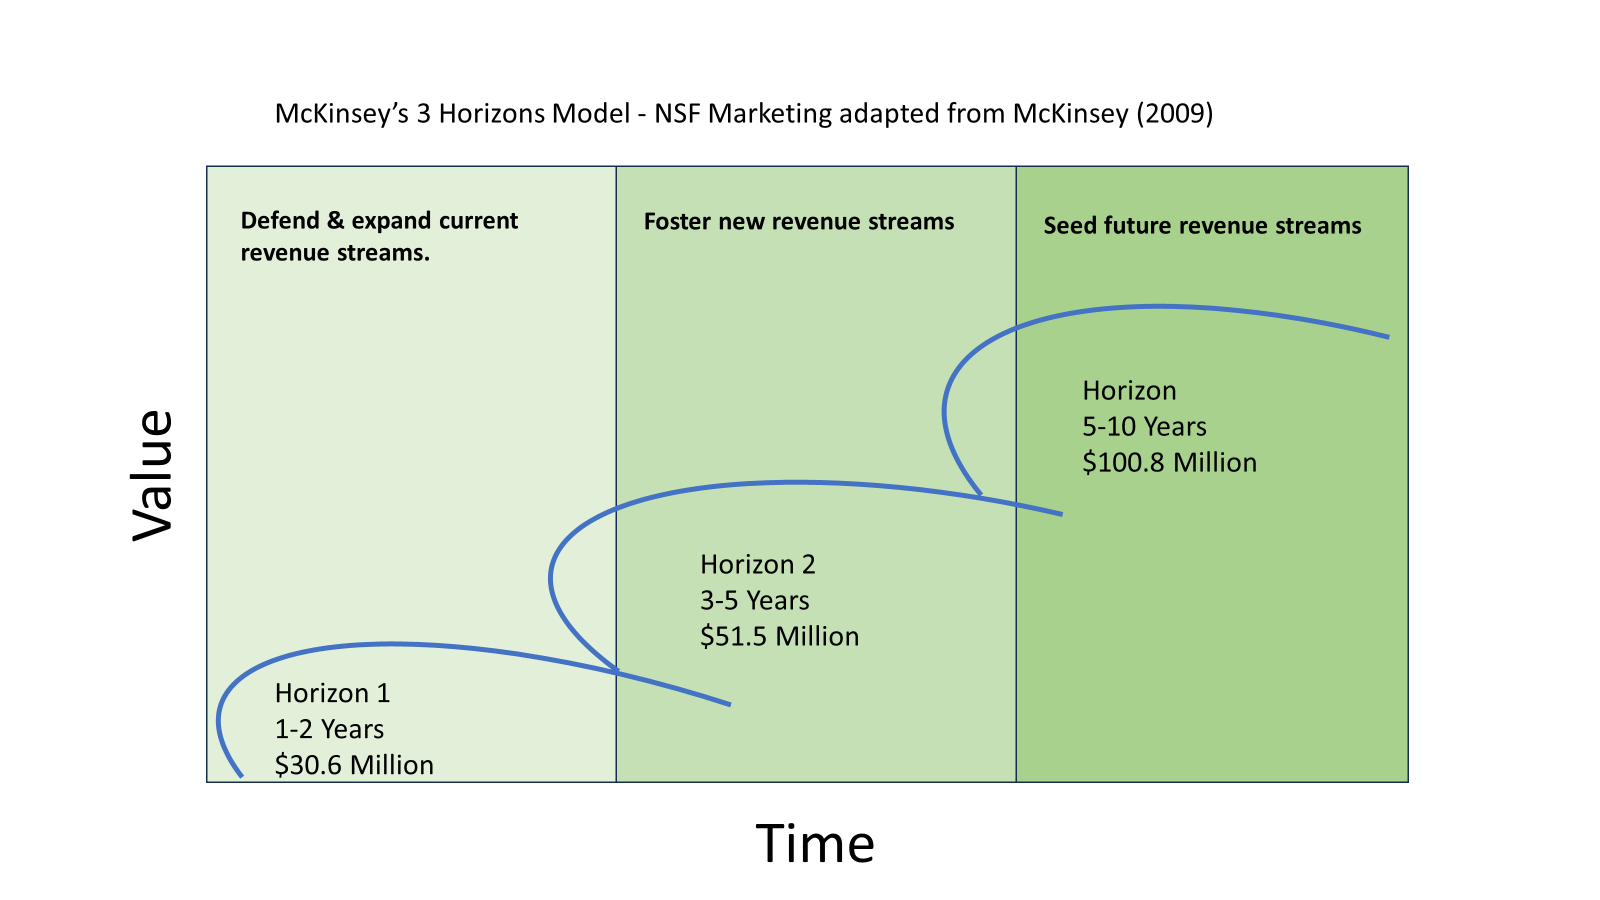 McKinsey’s 3 Horizons Model - NSF Marketing adapted from McKinsey (2009)
Defend & expand current
revenue streams.
Foster new revenue streams
Seed future revenue streams
Horizon
5-10 Years
$100.8 Million
Horizon 2
3-5 Years
$51.5 Million
Horizon 1
1-2 Years
$30.6 Million
Value
Time